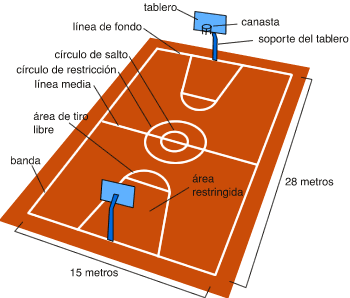 tablero
canasta
línea de fondo
soporte del tablero
círculo de salto
círculo de restricción
línea media
área de tiro
libre
banda
área
restringida
28 metros
15 metros